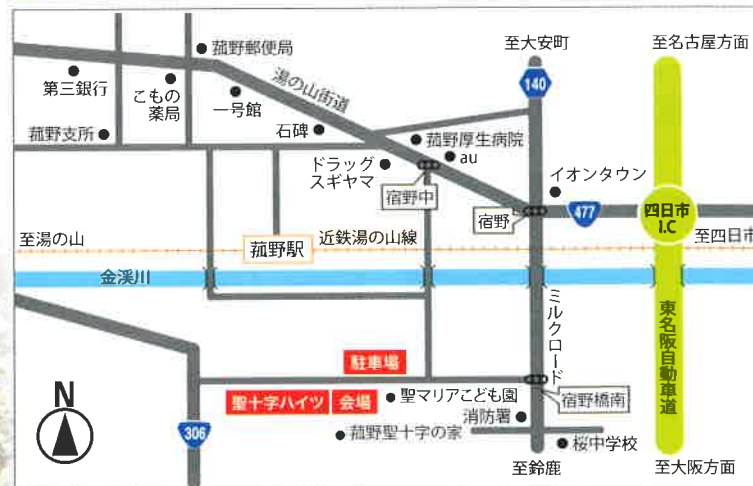 菰野郵便局
至大安町
至名古屋方面
第三銀行
こもの
薬局
一号館
湯の山街道
140
石碑
菰野支所
菰野厚生病院
au
ドラッグ
スギヤマ
イオンタウン
宿野中
宿野
477
四日市
I.C
至湯の山
菰野駅
近鉄湯の山線
至四日市
金溪川
ミルクロード
東名阪自動車道
駐車場
聖十字ハイツ
会場
聖マリアこども園
宿野橋南
消防署
N
306
菰野聖十字の家
桜中学校
至鈴鹿
至大阪方面